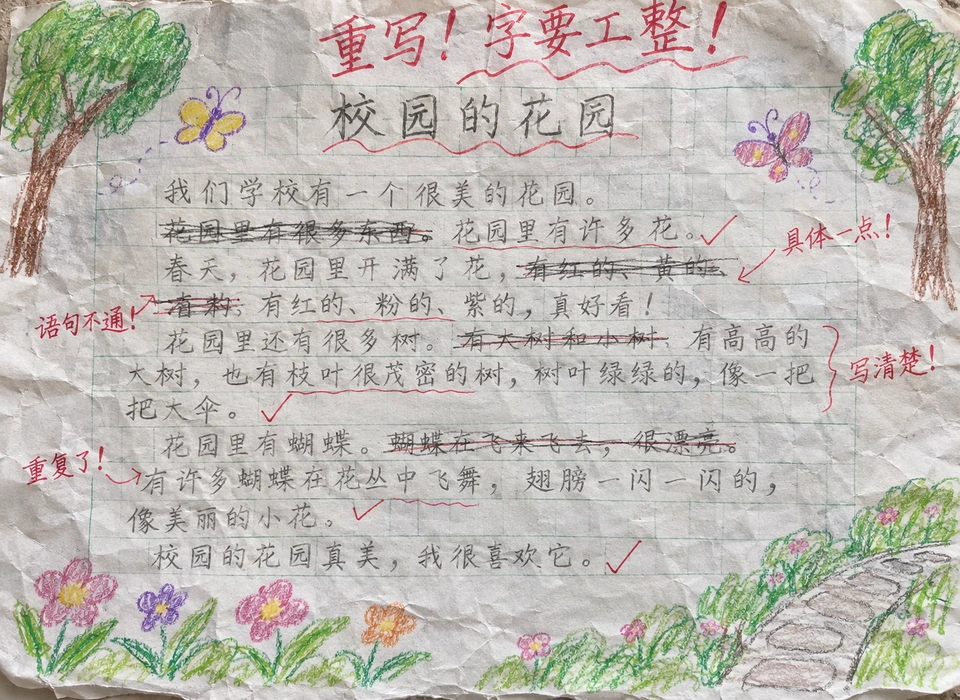 重写！字要工整！
校园的花园
我们学校有一个很美的花园。
花园里有很多东西。花园里有许多花。
具体一点！
春天，花园里开满了花，有红的、黄的、
有粉，有红的、粉的、紫的，真好看！
语句不通！
花园里还有很多树。有大树和小树。有高高的
大树，也有枝叶很茂密的树，树叶绿绿的，像一把
写清楚！
把大伞。
花园里有蝴蝶。蝴蝶在飞来飞去，很漂亮。
重复了！
有许多蝴蝶在花丛中飞舞，翅膀一闪一闪的，
像美丽的小花。
校园的花园真美，我很喜欢它。